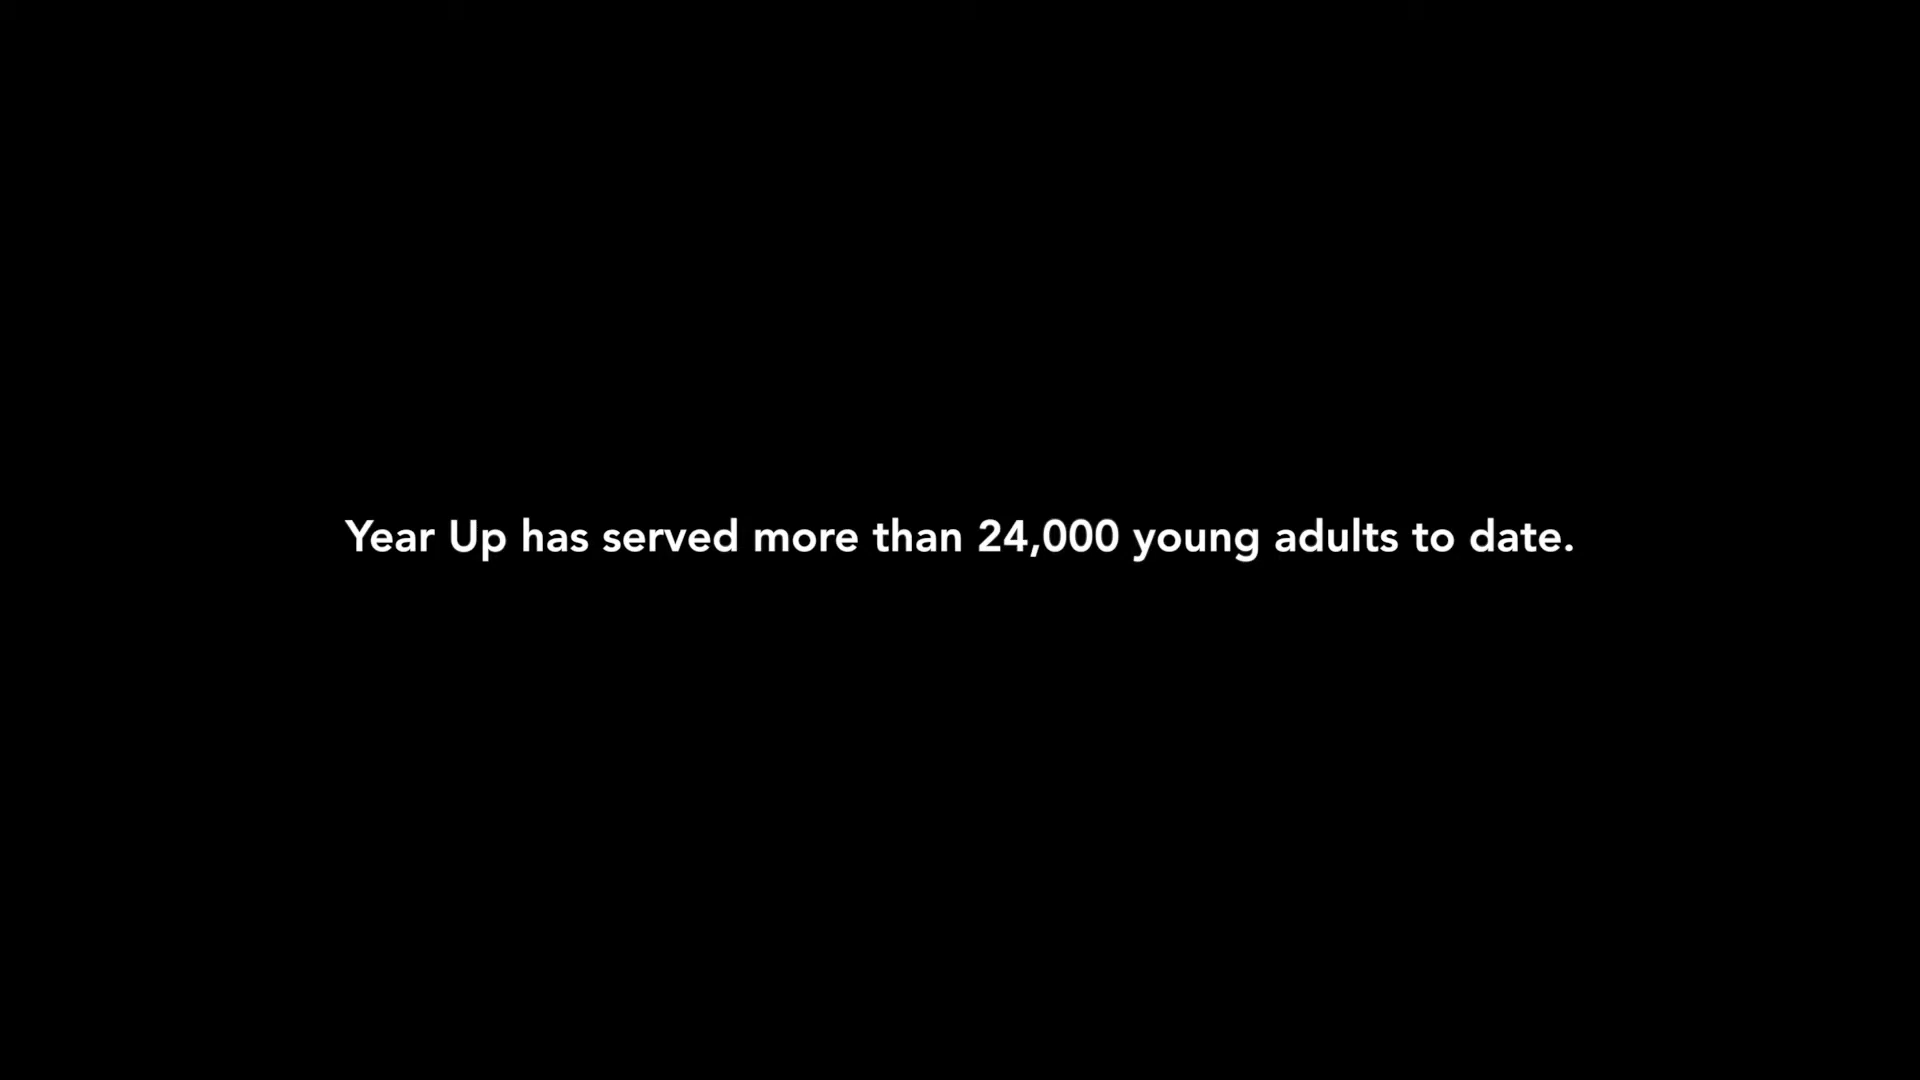 Year Up has served more than 24,000 young adults to date.